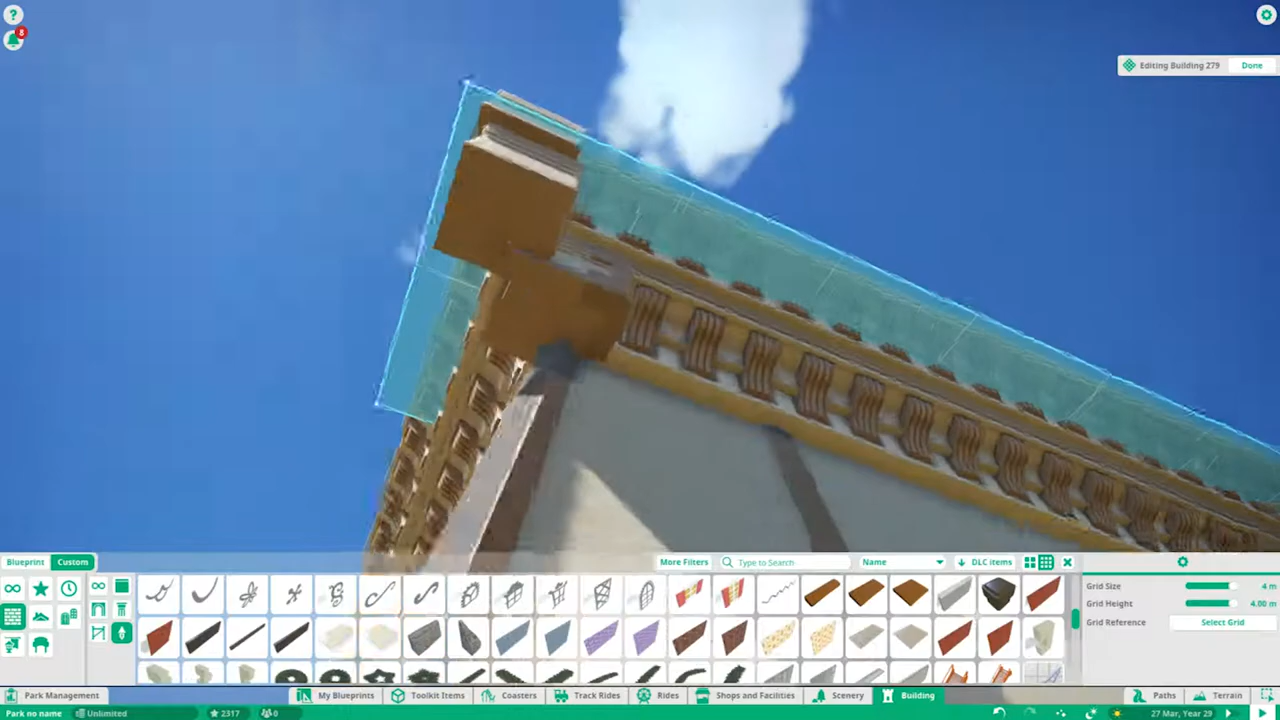 ?
8
Editing Building 279 Done
Blueprint Custom More Filters Type to Search Name DLC items
Grid Size 4 m
Grid Height 4.00 m
Grid Reference Select Grid
Park Management My Blueprints Toolkit Items Coasters Track Rides Rides Shops and Facilities Scenery Building Paths Terrain
Park no name Unlimited 2317 0 27 Mar, Year 29